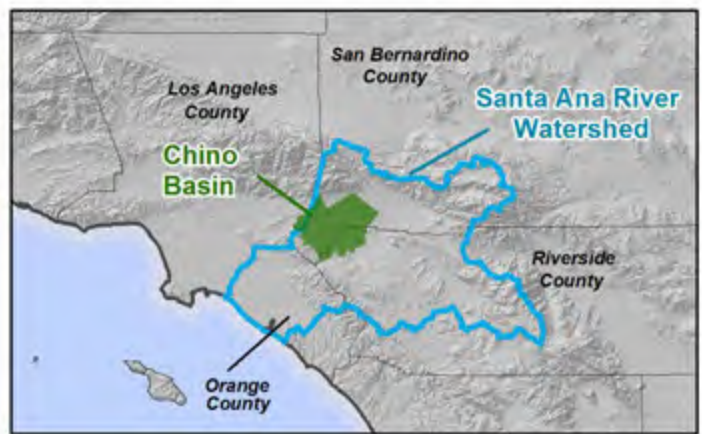 San Bernardino
County
Los Angeles
County
Santa Ana River
Watershed
Chino
Basin
Riverside
County
Orange
County